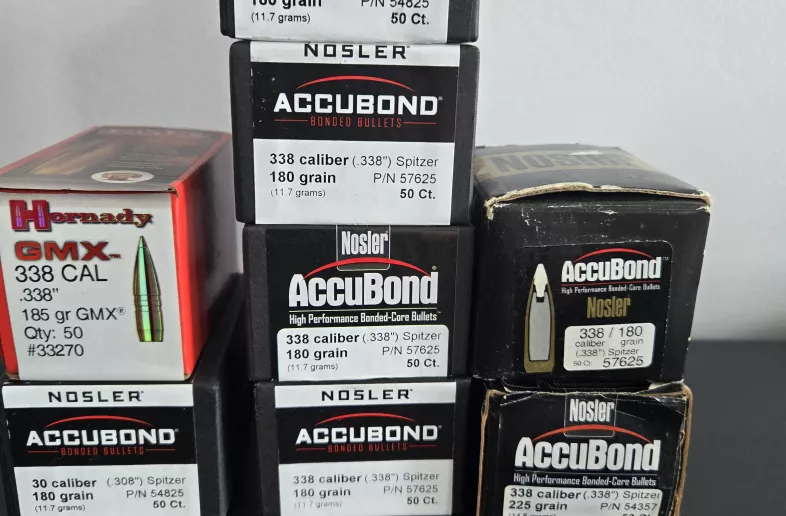 180 grain P/N 54825
(11.7 grams) 50 Ct.
NOSLER®
ACCUBOND®
BONDED BULLETS
338 caliber (.338") Spitzer
180 grain P/N 57625
(11.7 grams) 50 Ct.
Hornady
GMX™
338 CAL
.338"
185 gr GMX®
Qty: 50
#33270
Nosler
AccuBond™
High Performance Bonded-Core Bullets
338 caliber (.338") Spitzer
180 grain P/N 57625
(11.7 grams) 50 Ct.
NOSLER
AccuBond™
High Performance Bonded-Core Bullets
Nosler
338 / 180
caliber grain
(.338") Spitzer
50 Ct. 57625
NOSLER
ACCUBOND®
BONDED BULLETS
30 caliber (.308") Spitzer
180 grain P/N 54825
(11.7 grams) 50 Ct.
NOSLER®
ACCUBOND®
BONDED BULLETS
338 caliber (.338") Spitzer
180 grain P/N 57625
(11.7 grams) 50 Ct.
Nosler
AccuBond™
High Performance Bonded-Core Bullets
338 caliber (.338") Spitzer
225 grain P/N 54357